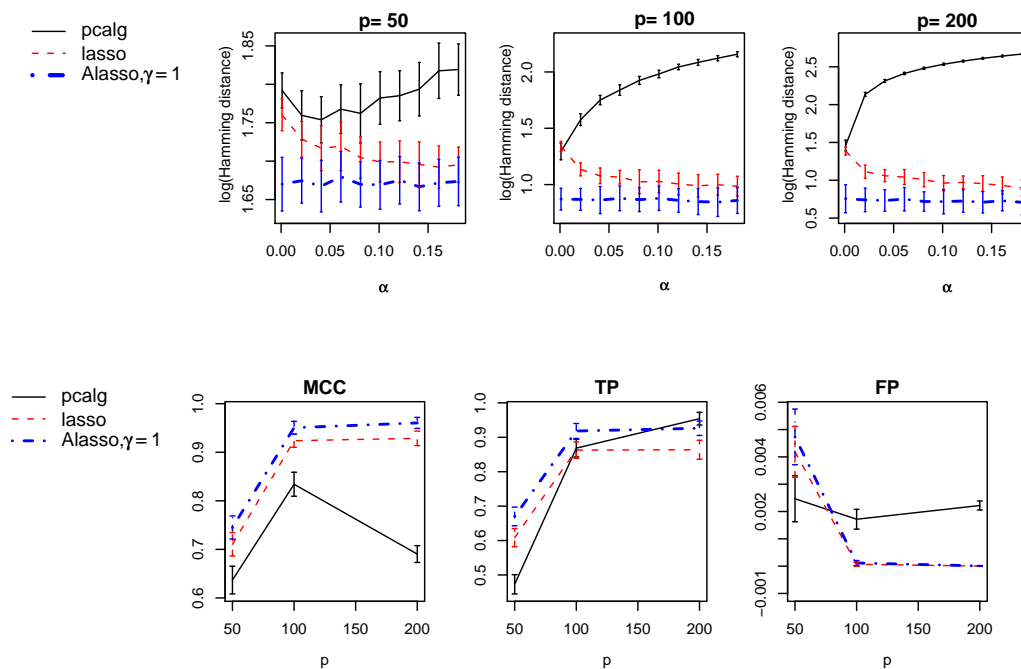 pcalg
lasso
Alasso,γ = 1
p= 50
log(Hamming distance)
1.65
1.75
1.85
0.00
0.05
0.10
0.15
α
p= 100
log(Hamming distance)
1.0
1.5
2.0
0.00
0.05
0.10
0.15
α
p= 200
log(Hamming distance)
0.5
1.0
1.5
2.0
2.5
0.00
0.05
0.10
0.15
α
pcalg
lasso
Alasso,γ = 1
MCC
0.6
0.7
0.8
0.9
1.0
50
100
150
200
p
TP
0.5
0.6
0.7
0.8
0.9
1.0
50
100
150
200
p
FP
-0.001
0.002
0.004
0.006
50
100
150
200
p